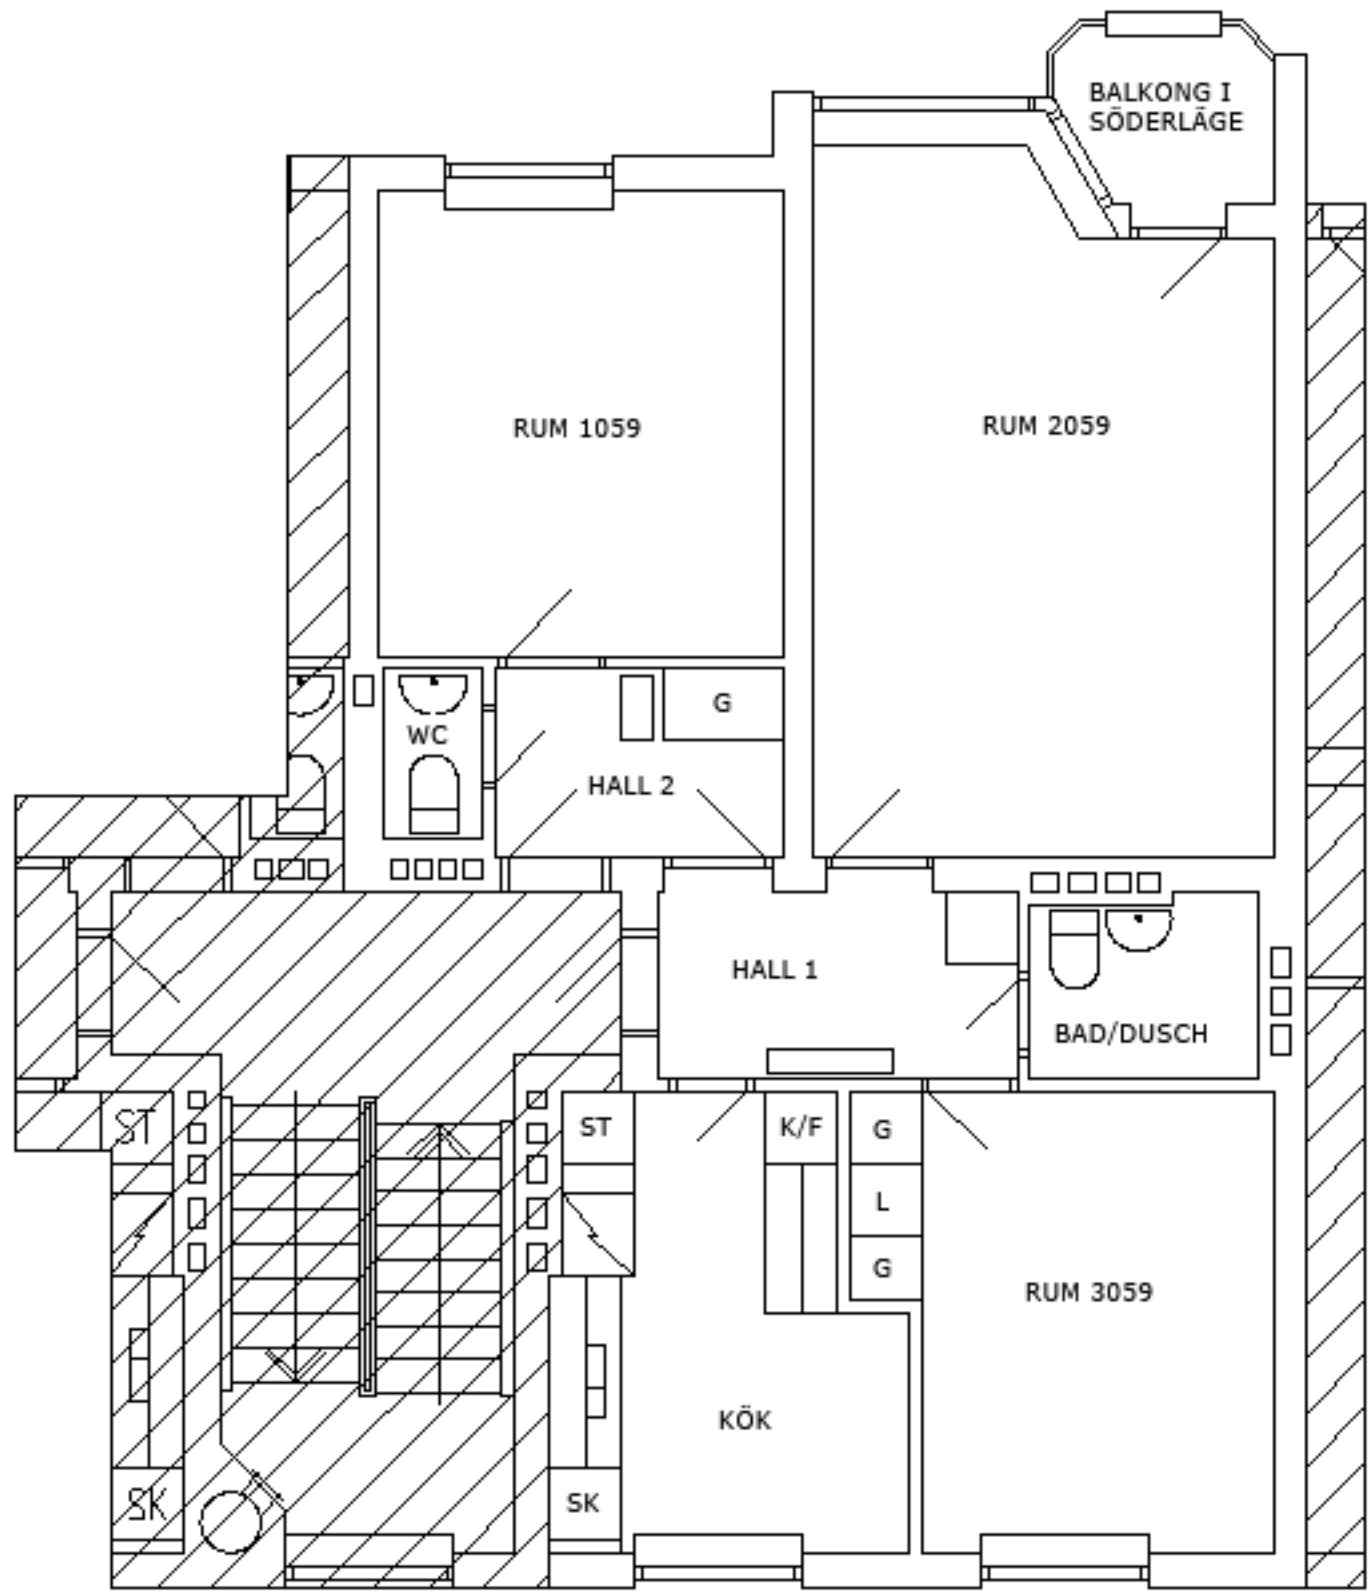 BALKONG I
SÖDERLÄGE
RUM 1059
RUM 2059
G
WC
HALL 2
HALL 1
BAD/DUSCH
ST
ST
K/F
G
L
G
RUM 3059
KÖK
SK
SK